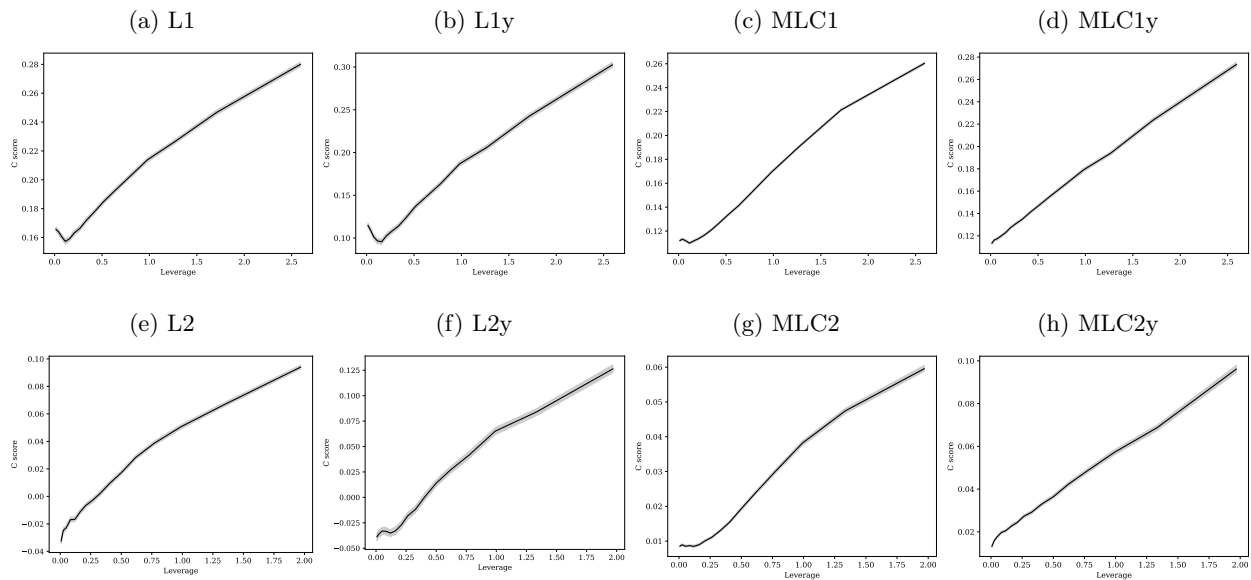 (a) L1
(b) L1y
(c) MLC1
(d) MLC1y
0.28
0.26
0.24
0.22
0.20
0.18
0.16
C score
0.0 0.5 1.0 1.5 2.0 2.5
Leverage
0.30
0.25
0.20
0.15
0.10
C score
0.0 0.5 1.0 1.5 2.0 2.5
Leverage
0.26
0.24
0.22
0.20
0.18
0.16
0.14
0.12
C score
0.0 0.5 1.0 1.5 2.0 2.5
Leverage
0.28
0.26
0.24
0.22
0.20
0.18
0.16
0.14
0.12
C score
0.0 0.5 1.0 1.5 2.0 2.5
Leverage
(e) L2
(f) L2y
(g) MLC2
(h) MLC2y
0.10
0.08
0.06
0.04
0.02
0.00
−0.02
−0.04
C score
0.00 0.25 0.50 0.75 1.00 1.25 1.50 1.75 2.00
Leverage
0.125
0.100
0.075
0.050
0.025
0.000
−0.025
−0.050
C score
0.00 0.25 0.50 0.75 1.00 1.25 1.50 1.75 2.00
Leverage
0.06
0.05
0.04
0.03
0.02
0.01
C score
0.00 0.25 0.50 0.75 1.00 1.25 1.50 1.75 2.00
Leverage
0.10
0.08
0.06
0.04
0.02
C score
0.00 0.25 0.50 0.75 1.00 1.25 1.50 1.75 2.00
Leverage